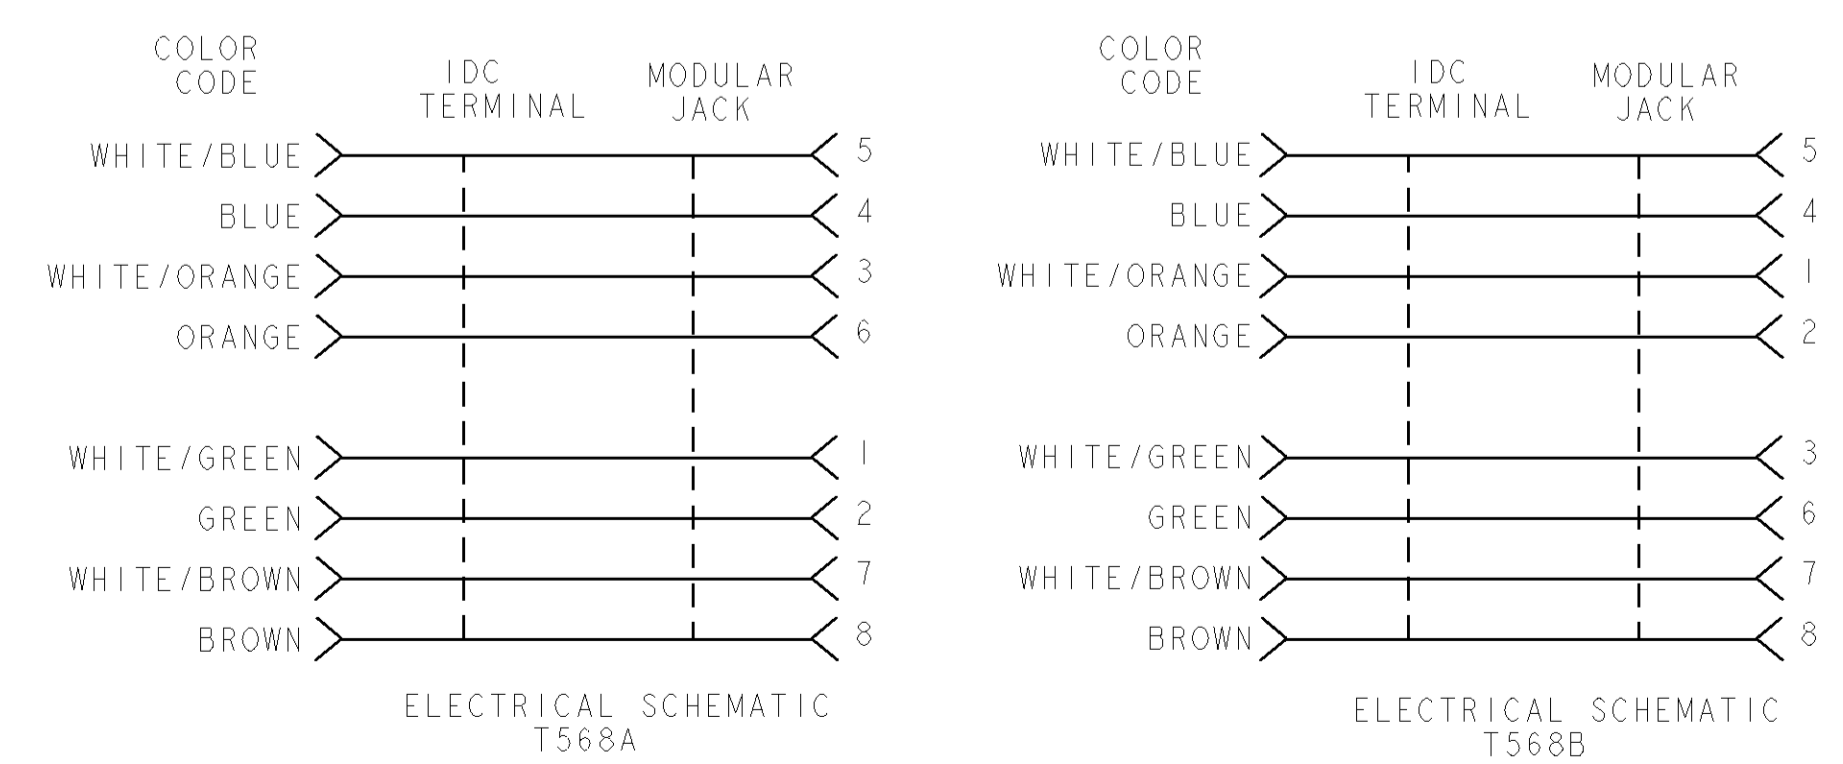 COLOR
CODE
IDC
TERMINAL
MODULAR
JACK
WHITE/BLUE 5
BLUE 4
WHITE/ORANGE 3
ORANGE 6
WHITE/GREEN 1
GREEN 2
WHITE/BROWN 7
BROWN 8
ELECTRICAL SCHEMATIC
T568A
COLOR
CODE
IDC
TERMINAL
MODULAR
JACK
WHITE/BLUE 5
BLUE 4
WHITE/ORANGE 1
ORANGE 2
WHITE/GREEN 3
GREEN 6
WHITE/BROWN 7
BROWN 8
ELECTRICAL SCHEMATIC
T568B